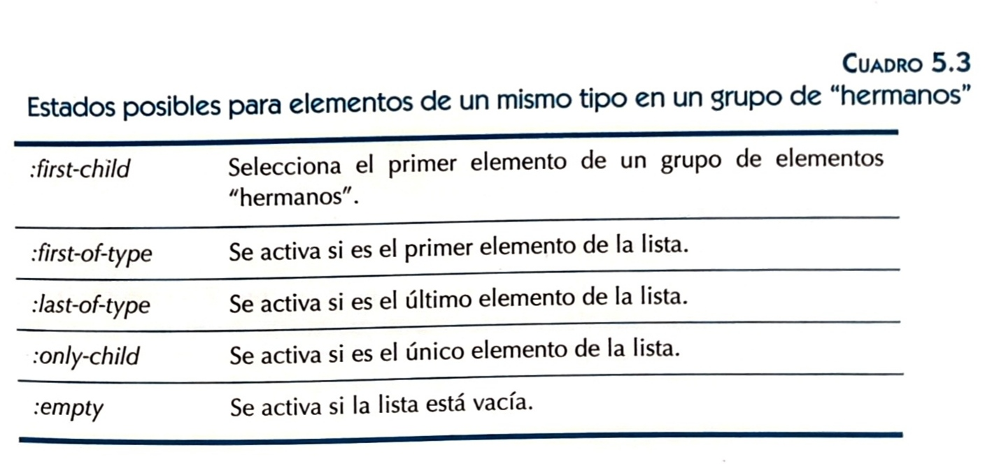 CUADRO 5.3
Estados posibles para elementos de un mismo tipo en un grupo de “hermanos”
:first-child Selecciona el primer elemento de un grupo de elementos
“hermanos”.
:first-of-type Se activa si es el primer elemento de la lista.
:last-of-type Se activa si es el último elemento de la lista.
:only-child Se activa si es el único elemento de la lista.
:empty Se activa si la lista está vacía.